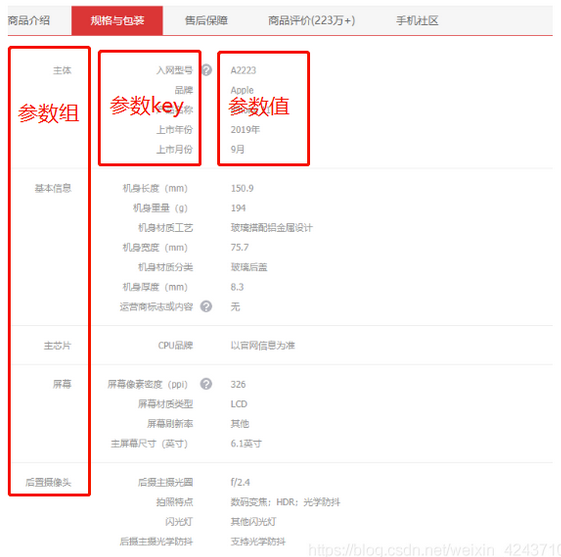 商品介绍 规格与包装 售后保障 商品评价(223万+) 手机社区
主体 入网型号 ? A2223
品牌 Apple
参数组 参数key 参数值
上市年份 2019年
上市月份 9月
基本信息 机身长度（mm） 150.9
机身重量（g） 194
机身材质工艺 玻璃搭配铝金属设计
机身宽度（mm） 75.7
机身材质分类 玻璃后盖
机身厚度（mm） 8.3
运营商标志或内容 ? 无
主芯片 CPU品牌 以官网信息为准
屏幕 屏幕像素密度（ppi） ? 326
屏幕材质类型 LCD
屏幕刷新率 其他
主屏幕尺寸（英寸） 6.1英寸
后置摄像头 后摄主摄光圈 f/2.4
拍照特点 数码变焦；HDR；光学防抖
闪光灯 其他闪光灯
后摄主摄光学防抖 支持光学防抖
https://blog.csdn.net/weixin_4243710